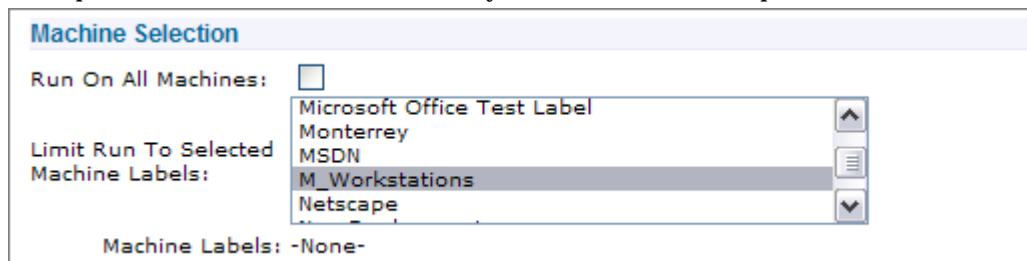 Machine Selection
Run On All Machines:
Microsoft Office Test Label
Monterrey
Limit Run To Selected
Machine Labels:
MSDN
M_Workstations
Netscape
Machine Labels: -None-